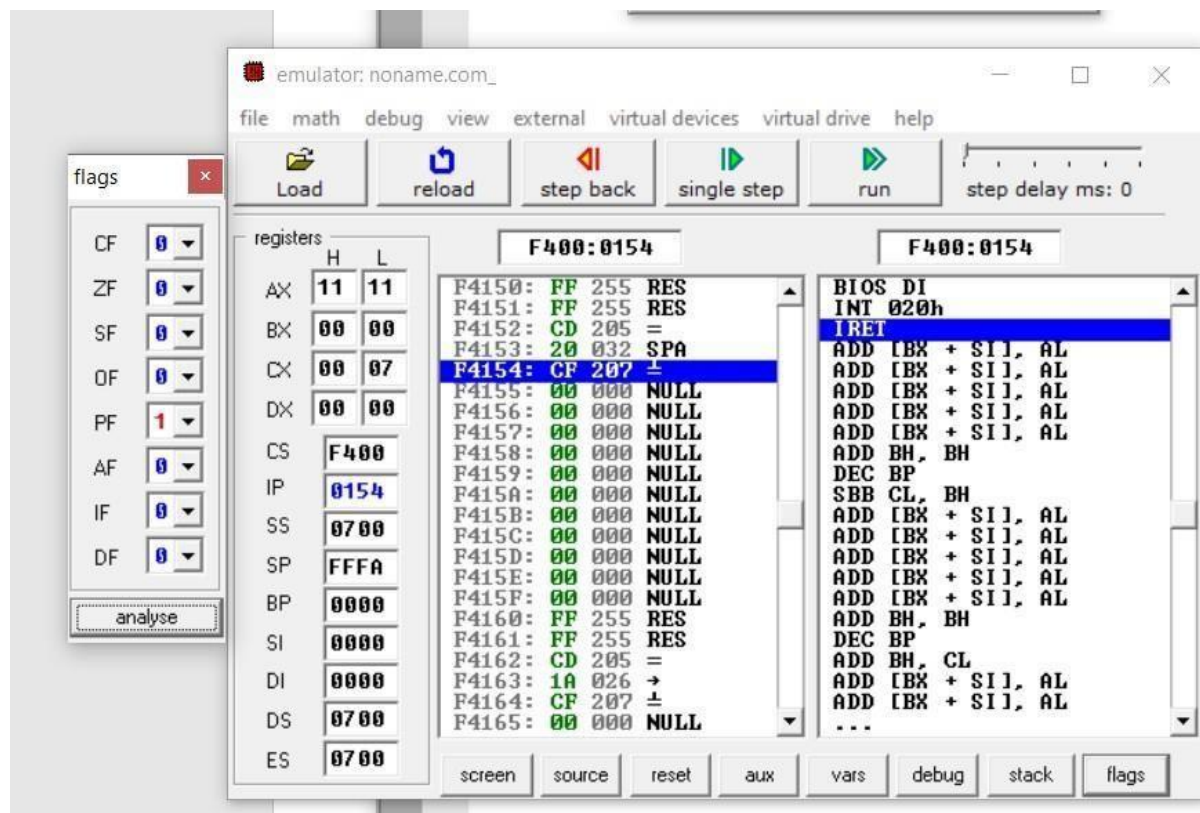 emulator: noname.com_
file math debug view external virtual devices virtual drive help
Load reload step back single step run step delay ms: 0
flags
CF 0
ZF 0
SF 0
OF 0
PF 1
AF 0
IF 0
DF 0
analyse
registers
H L
AX 11 11
BX 00 00
CX 00 07
DX 00 00
CS F400
IP 0154
SS 0700
SP FFFA
BP 0000
SI 0000
DI 0000
DS 0700
ES 0700
F400:0154
F4150: FF 255 RES
F4151: FF 255 RES
F4152: CD 205 =
F4153: 20 032 SPA
F4154: CF 207 ╧
F4155: 00 000 NULL
F4156: 00 000 NULL
F4157: 00 000 NULL
F4158: 00 000 NULL
F4159: 00 000 NULL
F415A: 00 000 NULL
F415B: 00 000 NULL
F415C: 00 000 NULL
F415D: 00 000 NULL
F415E: 00 000 NULL
F415F: 00 000 NULL
F4160: FF 255 RES
F4161: FF 255 RES
F4162: CD 205 =
F4163: 1A 026 →
F4164: CF 207 ╧
F4165: 00 000 NULL
F400:0154
BIOS DI
INT 020h
IRET
ADD [BX + SI], AL
ADD [BX + SI], AL
ADD [BX + SI], AL
ADD [BX + SI], AL
ADD [BX + SI], AL
ADD BH, BH
DEC BP
SBB CL, BH
ADD [BX + SI], AL
ADD [BX + SI], AL
ADD [BX + SI], AL
ADD [BX + SI], AL
ADD [BX + SI], AL
ADD BH, BH
DEC BP
ADD BH, CL
ADD [BX + SI], AL
ADD [BX + SI], AL
...
screen source reset aux vars debug stack flags